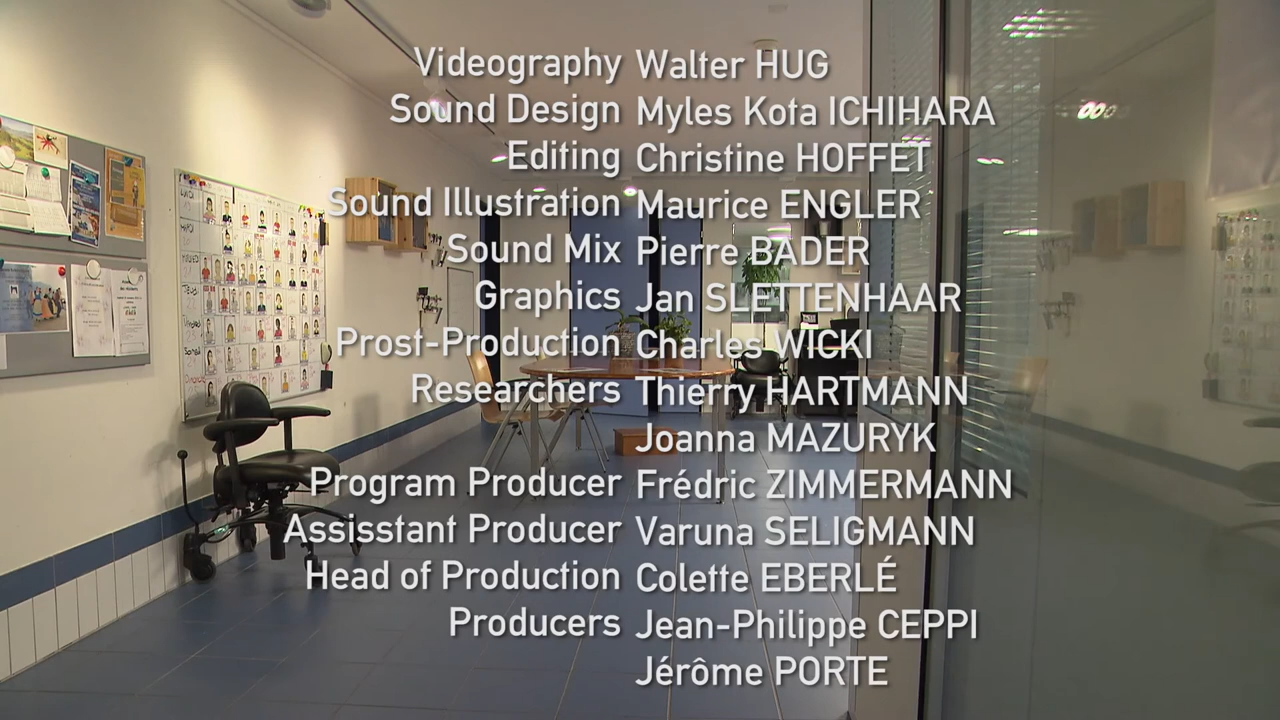 Videography Walter HUG
Sound Design Myles Kota ICHIHARA
Editing Christine HOFFET
Sound Illustration Maurice ENGLER
Sound Mix Pierre BADER
Graphics Jan SLETTENHAAR
Prost-Production Charles WICKI
Researchers Thierry HARTMANN
Joanna MAZURYK
Program Producer Frédric ZIMMERMANN
Assisstant Producer Varuna SELIGMANN
Head of Production Colette EBERLÉ
Producers Jean-Philippe CEPPI
Jérôme PORTE